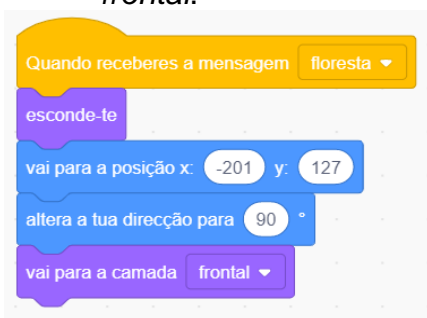 frontal.
Quando receberes a mensagem floresta
esconde-te
vai para a posição x: -201 y: 127
altera a tua direcção para 90 °
vai para a camada frontal